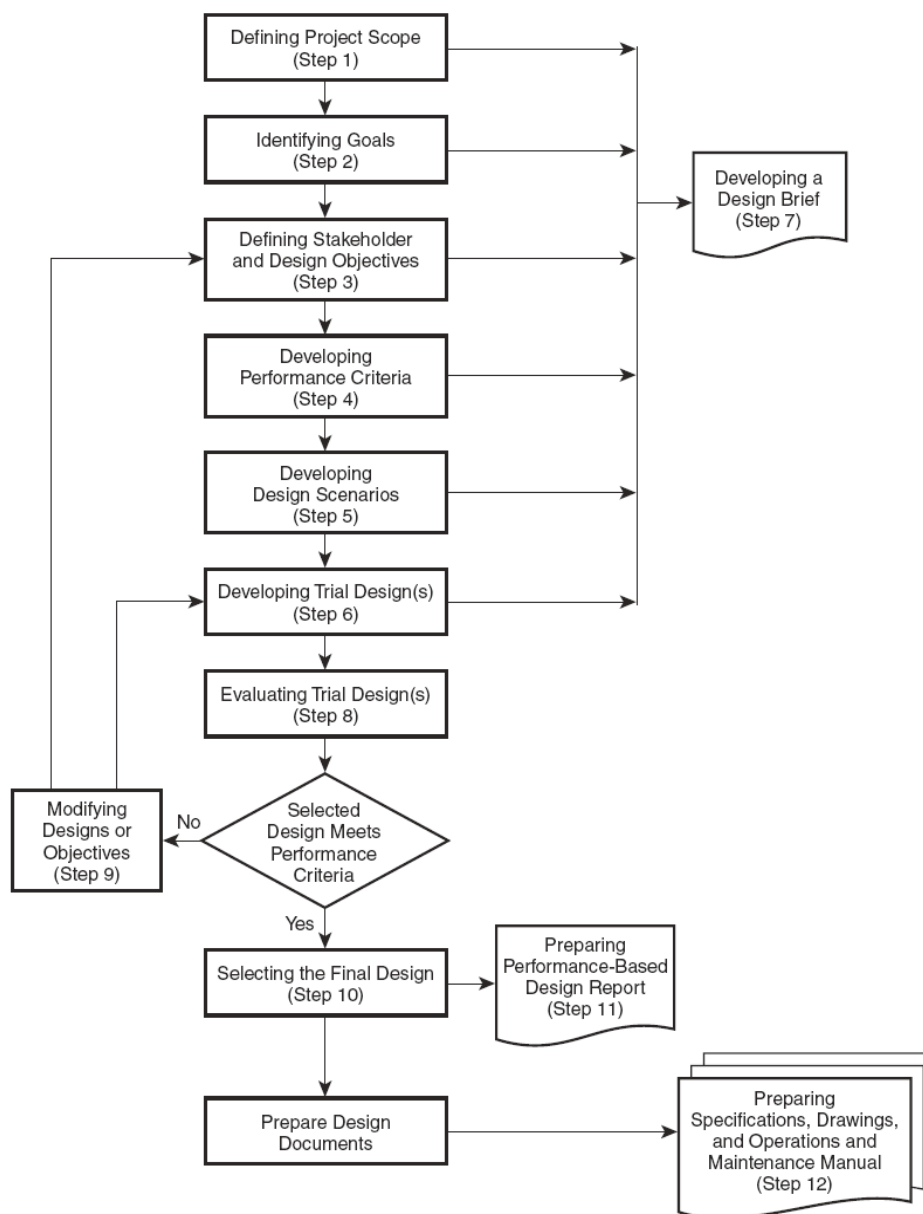 Defining Project Scope
(Step 1)
Identifying Goals
(Step 2)
Developing a
Design Brief
(Step 7)
Defining Stakeholder
and Design Objectives
(Step 3)
Developing
Performance Criteria
(Step 4)
Developing
Design Scenarios
(Step 5)
Developing Trial Design(s)
(Step 6)
Evaluating Trial Design(s)
(Step 8)
Selected
Design Meets
Performance
Criteria
No
Modifying
Designs or
Objectives
(Step 9)
Yes
Selecting the Final Design
(Step 10)
Preparing
Performance-Based
Design Report
(Step 11)
Prepare Design
Documents
Preparing
Specifications, Drawings,
and Operations and
Maintenance Manual
(Step 12)